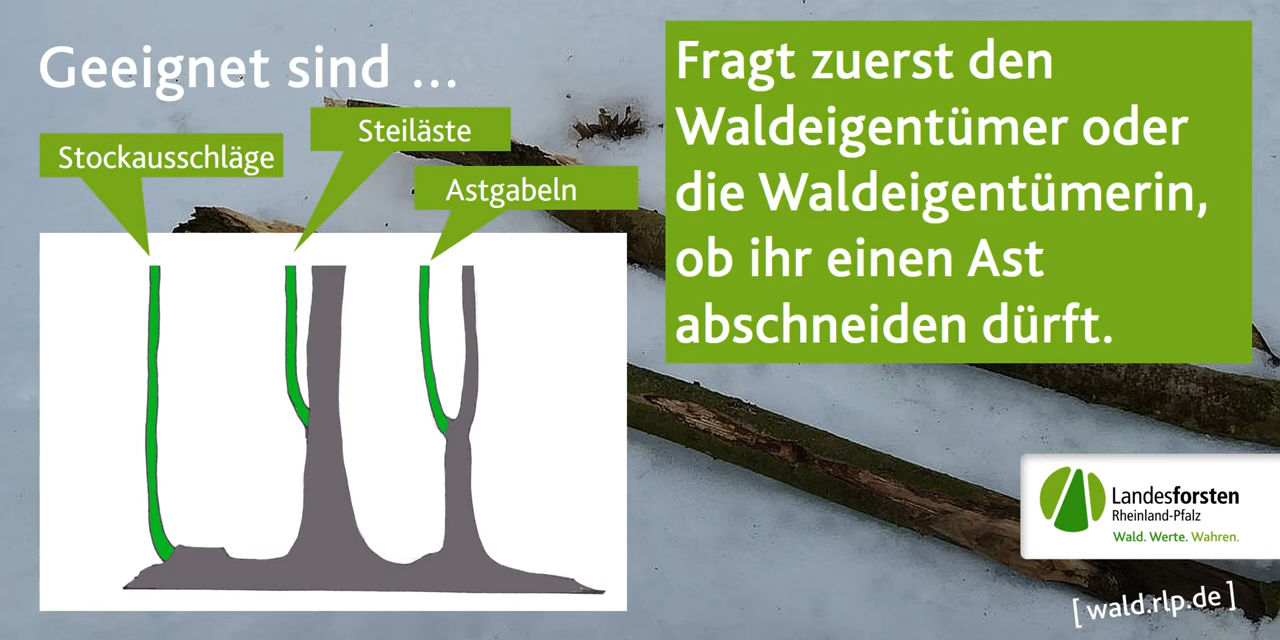 Geeignet sind ...
Stockausschläge
Steiläste
Astgabeln
Fragt zuerst den
Waldeigentümer oder
die Waldeigentümerin,
ob ihr einen Ast
abschneiden dürft.
Landesforsten
Rheinland-Pfalz
Wald. Werte. Wahren.
[ wald.rlp.de ]